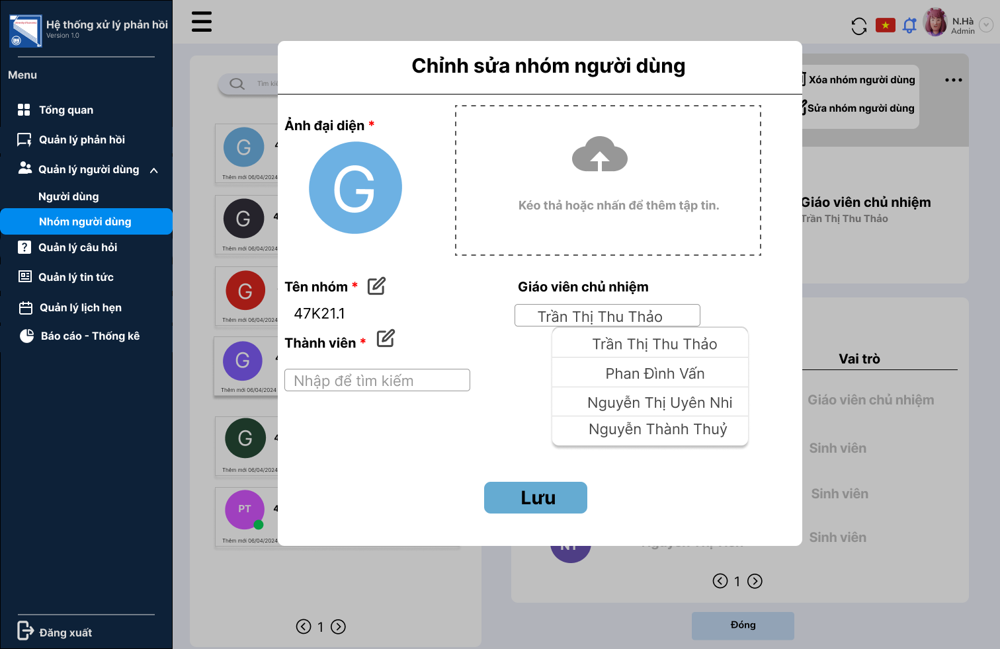 Hệ thống xử lý phản hồi
Version 1.0
Menu
Tổng quan
Quản lý phản hồi
Quản lý người dùng
Người dùng
Nhóm người dùng
Quản lý câu hỏi
Quản lý tin tức
Quản lý lịch hẹn
Báo cáo - Thống kê
Đăng xuất
N.Hà
Admin
Tìm
G
Thêm mới 06/04/2024
G
Thêm mới 06/04/2024
G
Thêm mới 06/04/2024
G
Thêm mới 06/04/2024
G
Thêm mới 06/04/2024
PT
Thêm mới 06/04/2024
1
Chỉnh sửa nhóm người dùng
Ảnh đại diện *
G
Kéo thả hoặc nhấn để thêm tập tin.
Tên nhóm *
47K21.1
Thành viên *
Nhập để tìm kiếm
Giáo viên chủ nhiệm
Trần Thị Thu Thảo
Trần Thị Thu Thảo
Phan Đình Vấn
Nguyễn Thị Uyên Nhi
Nguyễn Thành Thuỷ
Lưu
Xóa nhóm người dùng
Sửa nhóm người dùng
Giáo viên chủ nhiệm
Trần Thị Thu Thảo
Vai trò
Giáo viên chủ nhiệm
Sinh viên
Sinh viên
Sinh viên
1
Đóng